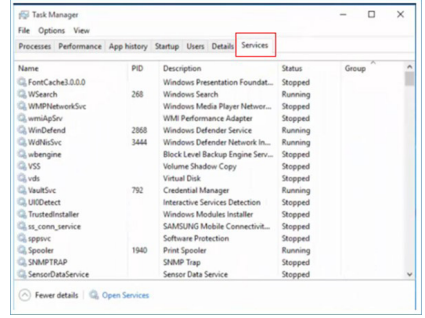 Task Manager
File Options View
Processes Performance App history Startup Users Details Services
Name PID Description Status Group
FontCache3.0.0.0 Windows Presentation Foundat... Stopped
WSearch 268 Windows Search Running
WMPNetworkSvc Windows Media Player Networ... Stopped
wmiApSrv WMI Performance Adapter Stopped
WinDefend 2868 Windows Defender Service Running
WdNisSvc 3444 Windows Defender Network In... Running
wbengine Block Level Backup Engine Serv... Stopped
VSS Volume Shadow Copy Stopped
vds Virtual Disk Stopped
VaultSvc 792 Credential Manager Running
UI0Detect Interactive Services Detection Stopped
TrustedInstaller Windows Modules Installer Stopped
ss_conn_service SAMSUNG Mobile Connectivit... Stopped
sppsvc Software Protection Stopped
Spooler 1940 Print Spooler Running
SNMPTRAP SNMP Trap Stopped
SensorDataService Sensor Data Service Stopped
Fewer details Open Services